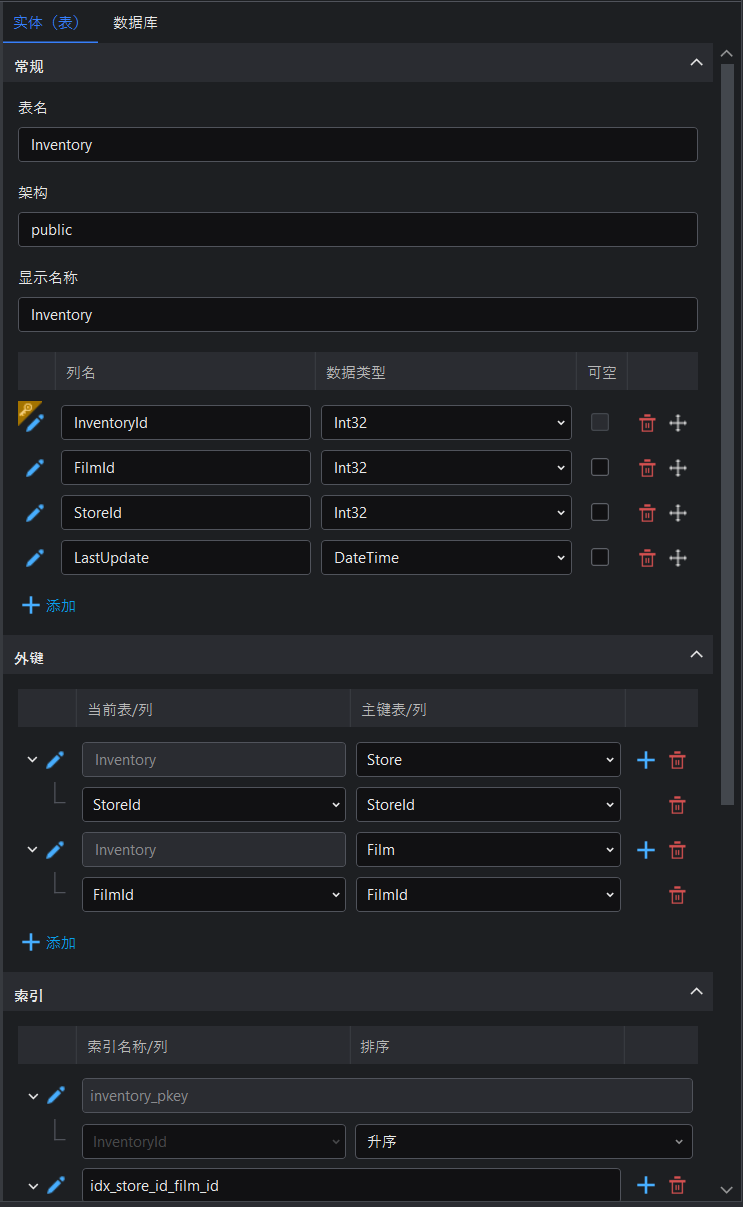 实体（表） 数据库
常规
表名
Inventory
架构
public
显示名称
Inventory
列名 数据类型 可空
InventoryId Int32
FilmId Int32
StoreId Int32
LastUpdate DateTime
添加
外键
当前表/列 主键表/列
Inventory Store
StoreId StoreId
Inventory Film
FilmId FilmId
添加
索引
索引名称/列 排序
inventory_pkey
InventoryId 升序
idx_store_id_film_id